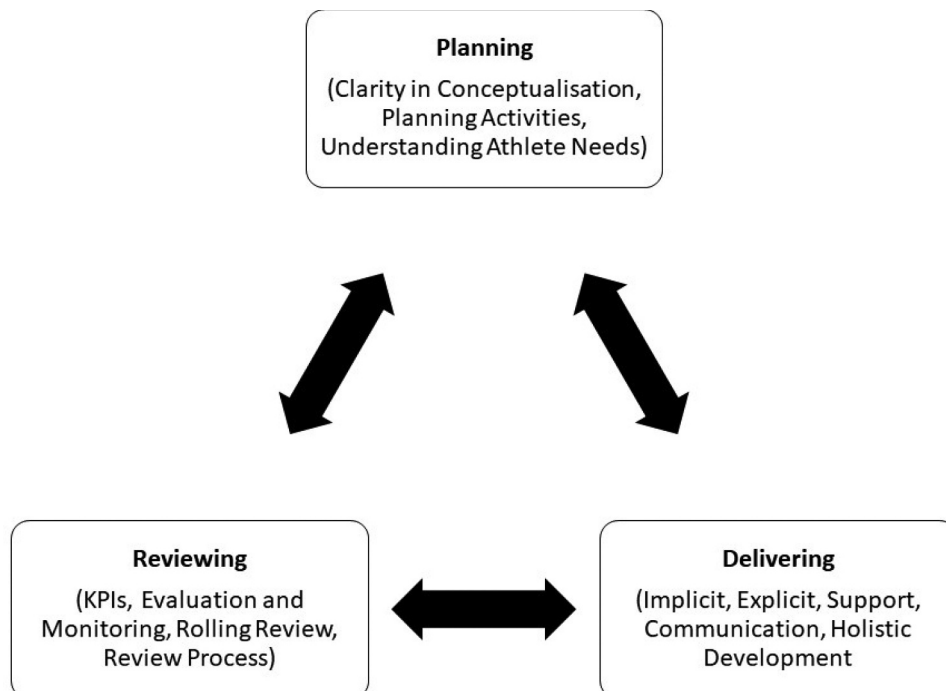 Planning
(Clarity in Conceptualisation,
Planning Activities,
Understanding Athlete Needs)
Reviewing
(KPIs, Evaluation and
Monitoring, Rolling Review,
Review Process)
Delivering
(Implicit, Explicit, Support,
Communication, Holistic
Development